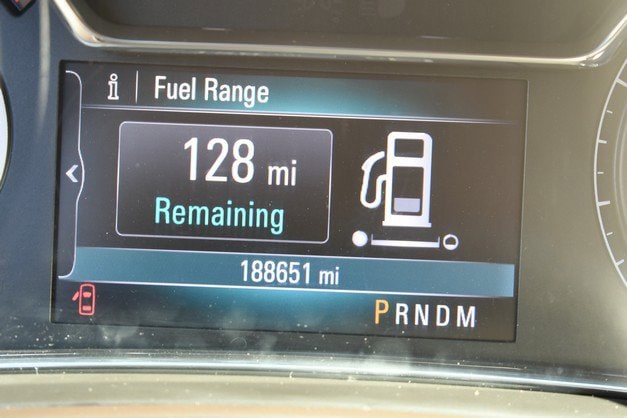 i Fuel Range
128 mi
Remaining
188651 mi
PRNDM